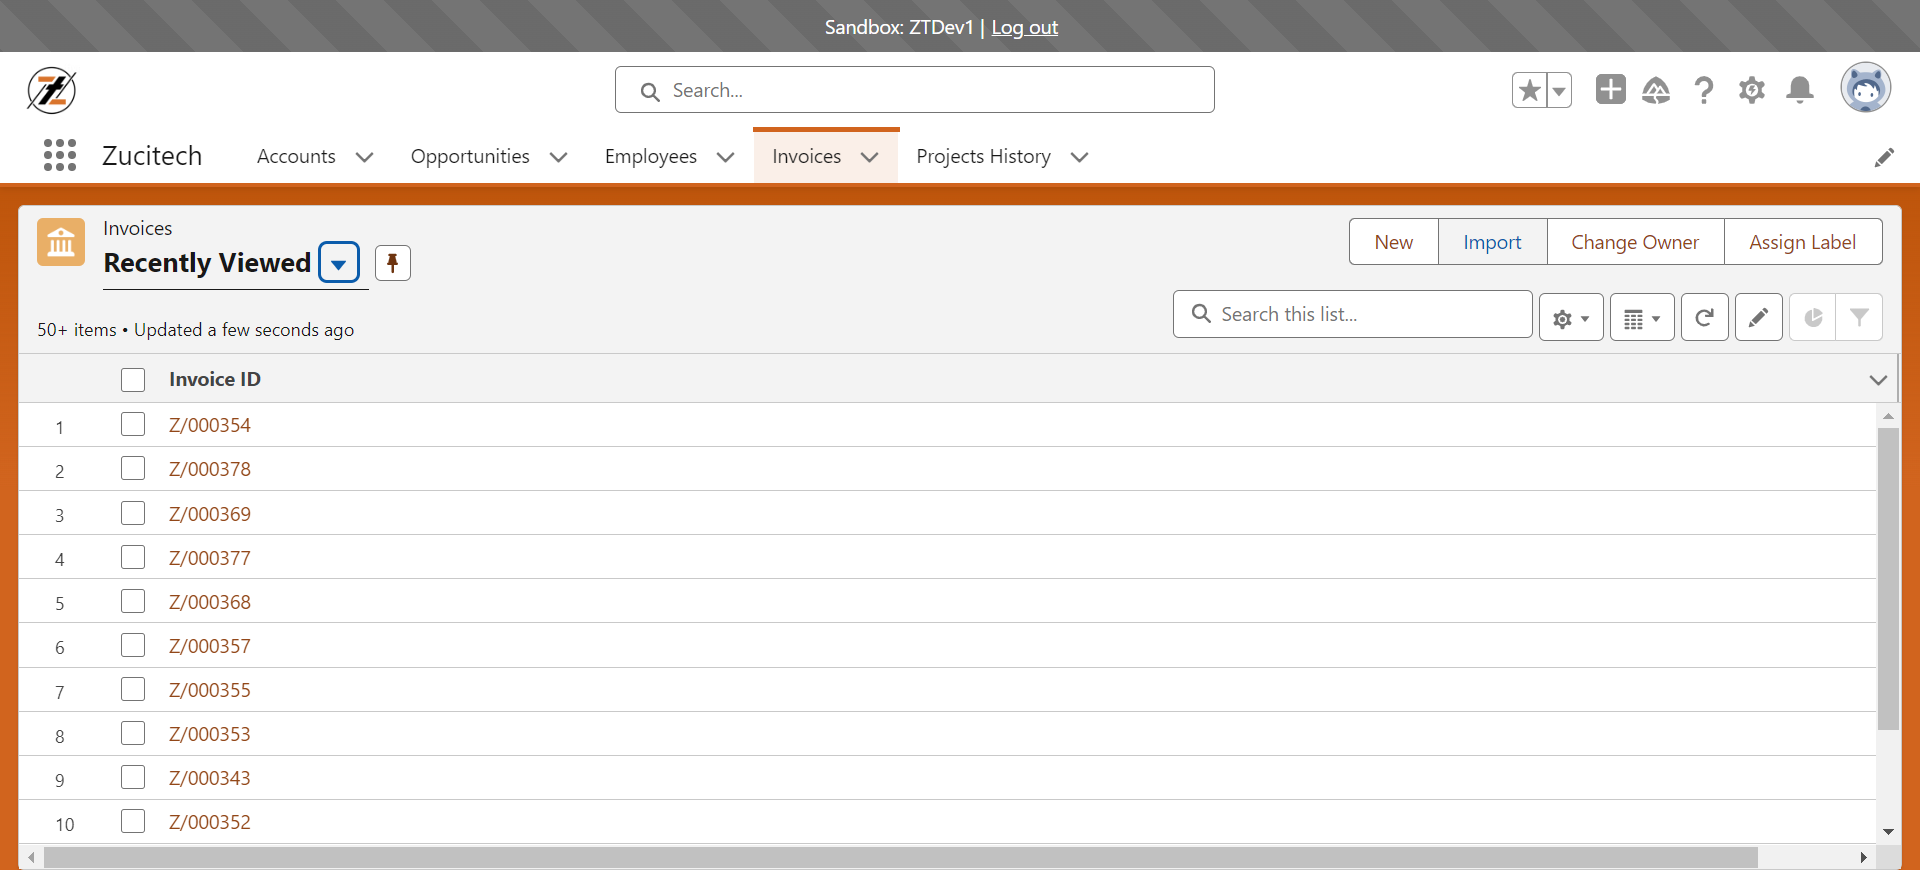 Sandbox: ZTDev1 | Log out
Search...
Zucitech Accounts Opportunities Employees Invoices Projects History
Invoices
Recently Viewed
New Import Change Owner Assign Label
Search this list...
50+ items • Updated a few seconds ago
Invoice ID
1 Z/000354
2 Z/000378
3 Z/000369
4 Z/000377
5 Z/000368
6 Z/000357
7 Z/000355
8 Z/000353
9 Z/000343
10 Z/000352